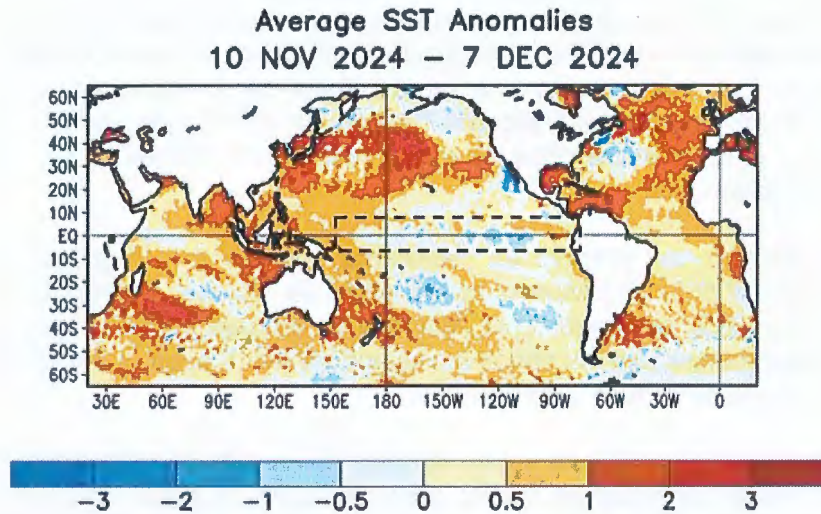 Average SST Anomalies
10 NOV 2024 – 7 DEC 2024
60N
50N
40N
30N
20N
10N
EQ
10S
20S
30S
40S
50S
60S
30E 60E 90E 120E 150E 180 150W 120W 90W 60W 30W 0
-3 -2 -1 -0.5 0 0.5 1 2 3